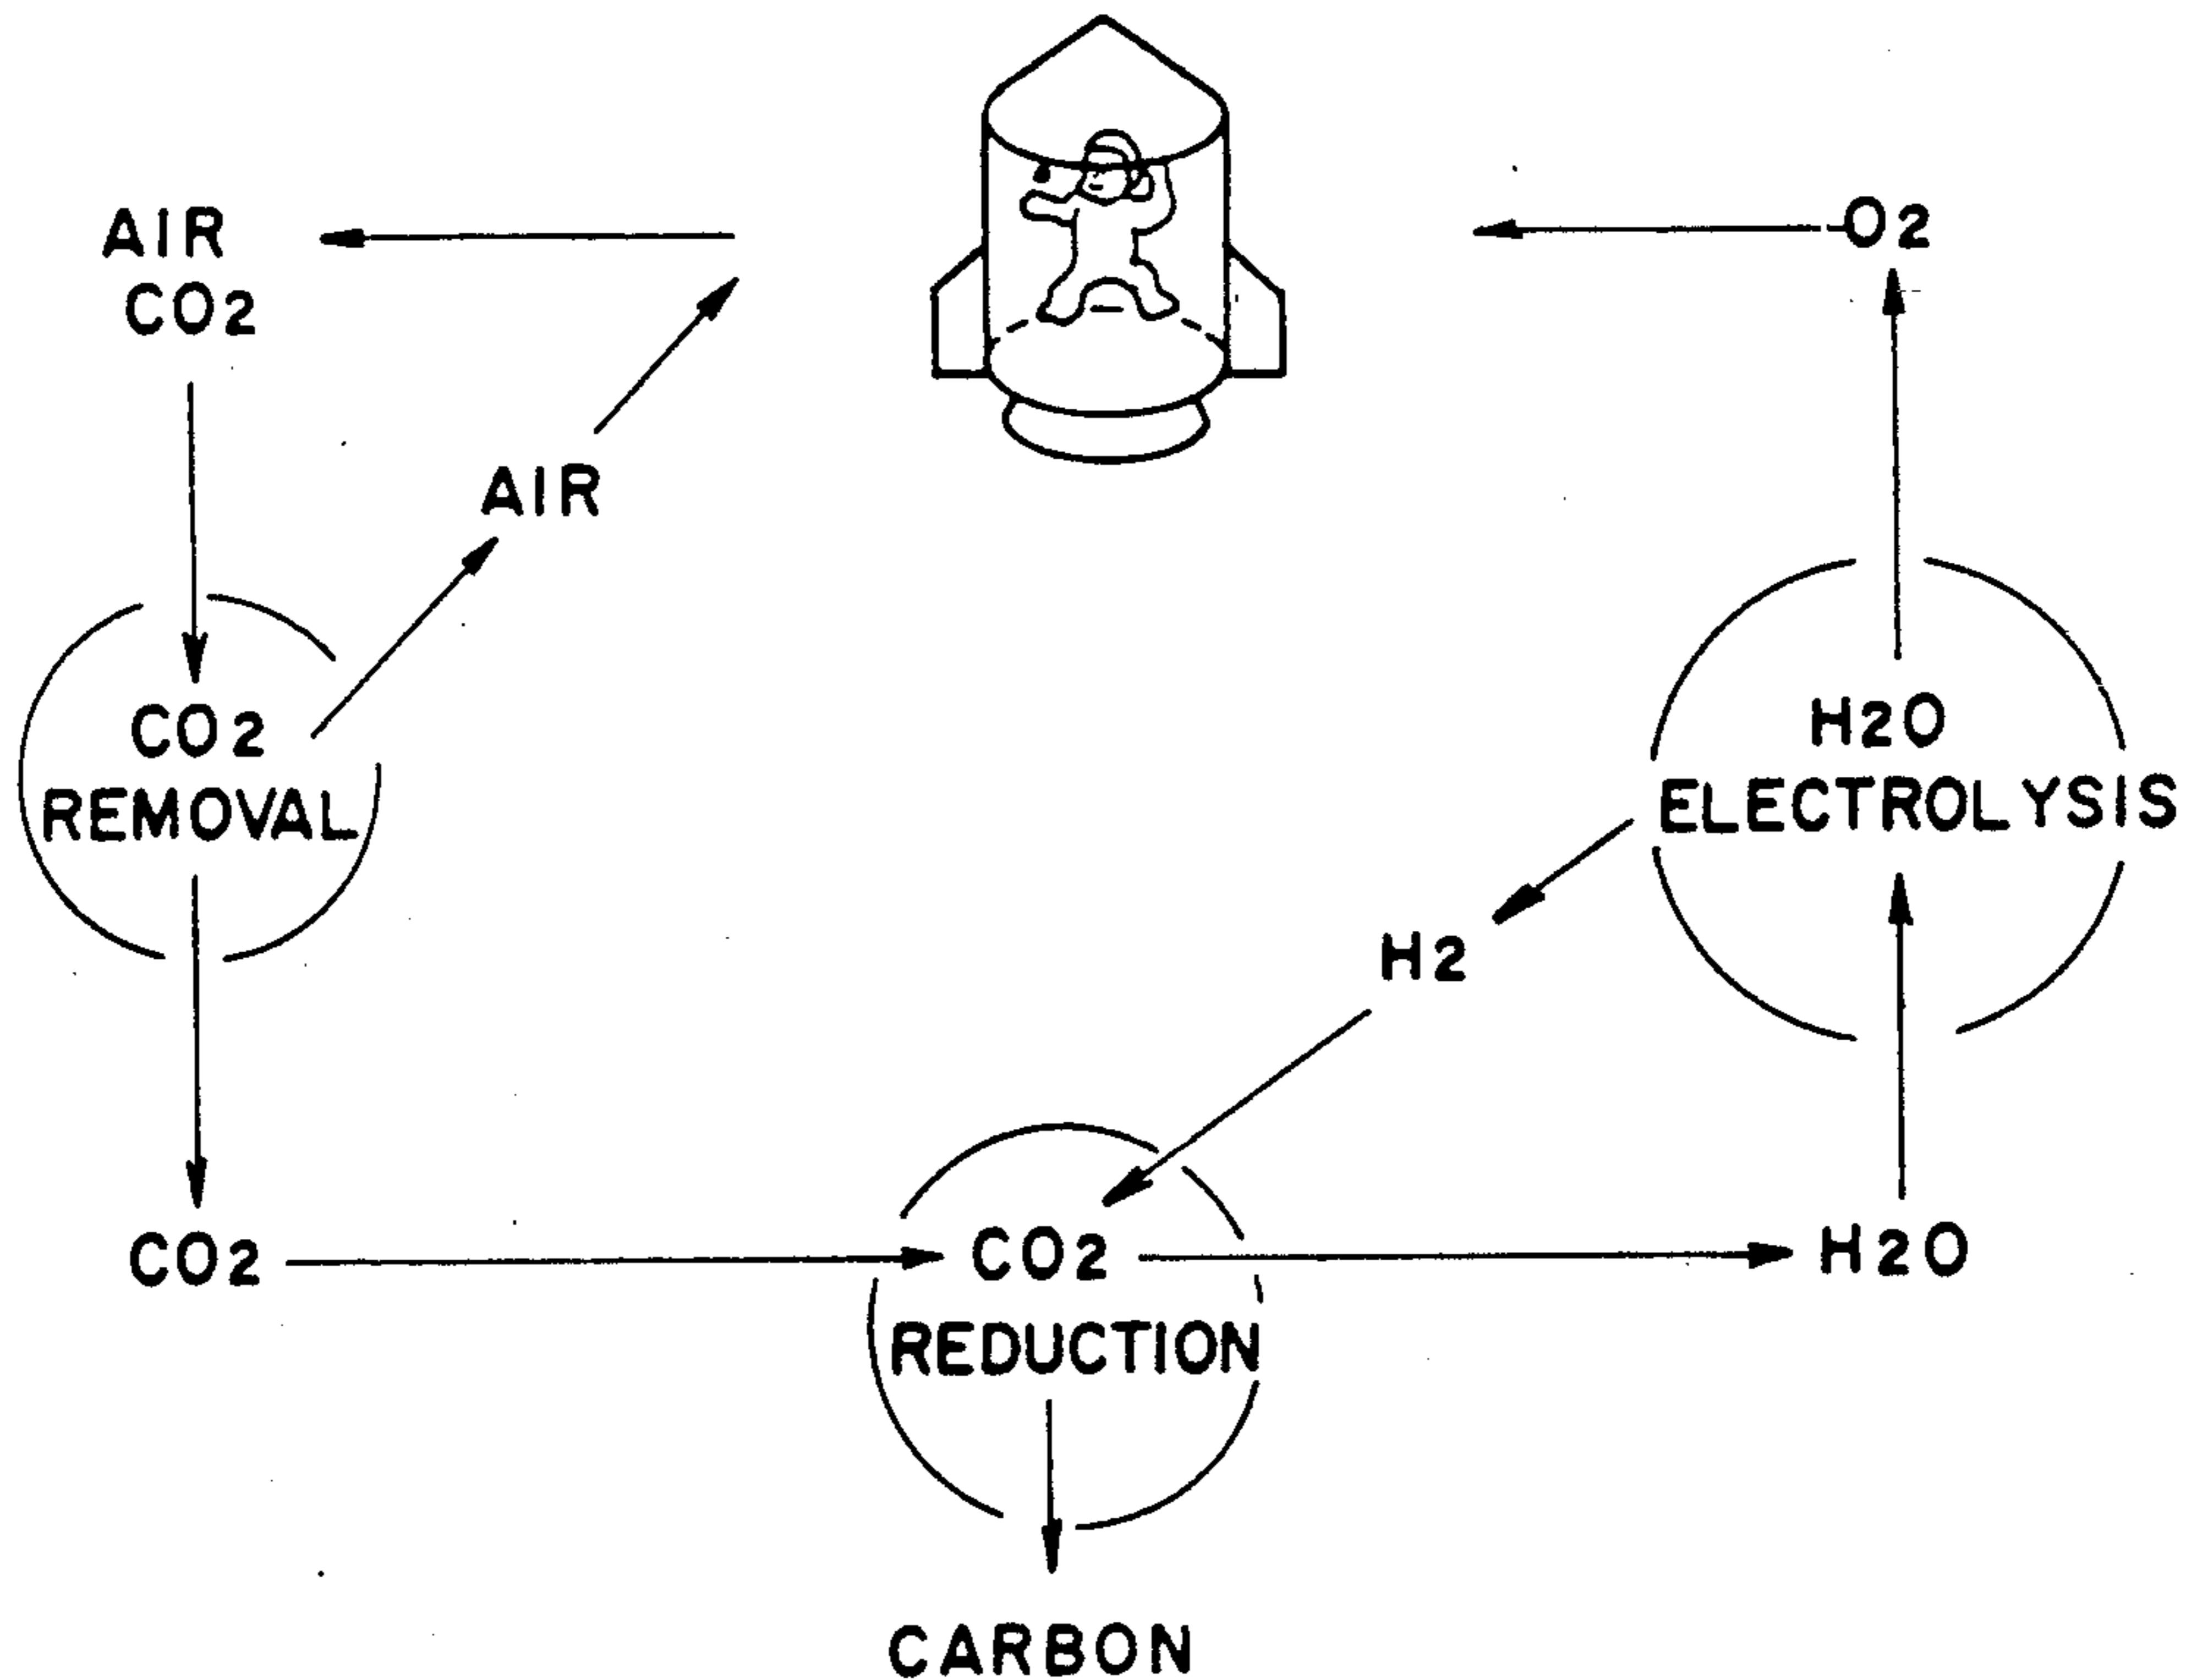 AIR
CO2
O2
AIR
CO2
REMOVAL
H2O
ELECTROLYSIS
H2
CO2
CO2
REDUCTION
H2O
CARBON